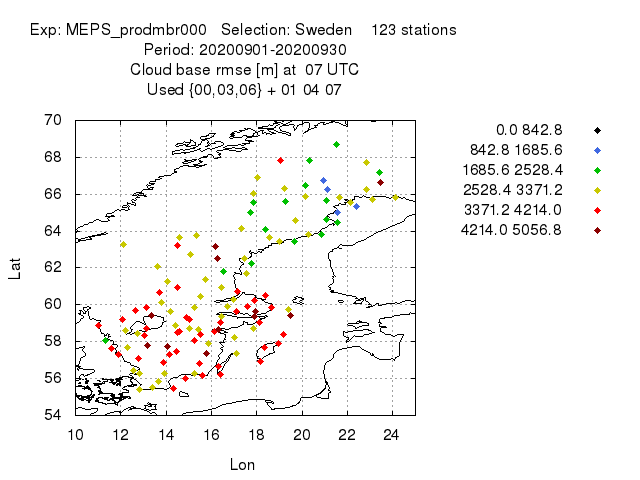 Exp: MEPS_prodmbr000 Selection: Sweden 123 stations
Period: 20200901-20200930
Cloud base rmse [m] at 07 UTC
Used {00,03,06} + 01 04 07
70
68
66
64
62
60
58
56
54
Lat
10 12 14 16 18 20 22 24
Lon
0.0 842.8
842.8 1685.6
1685.6 2528.4
2528.4 3371.2
3371.2 4214.0
4214.0 5056.8